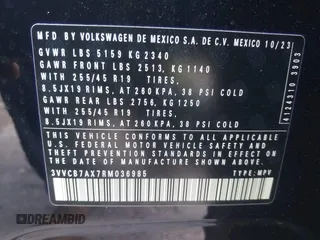 MFD BY VOLKSWAGEN DE MEXICO S.A. DE C.V. MEXICO 10/23
GVWR LBS 5159 KG 2340
GAWR FRONT LBS 2513, KG 1140
WITH 255/45 R19 TIRES,
8.5JX19 RIMS, AT 260 KPA, 38 PSI COLD
GAWR REAR LBS 2756, KG 1250
WITH 255/45 R19 TIRES,
8.5JX19 RIMS, AT 260 KPA, 38 PSI COLD
THIS VEHICLE CONFORMS TO ALL APPLICABLE
U.S. FEDERAL MOTOR VEHICLE SAFETY AND
THEFT PREVENTION STANDARDS IN EFFECT ON
THE DATE OF MANUFACTURE SHOWN ABOVE.
3VVCB7AX7RM036985 TYPE: MPV
4124310 3903
© DREAMBID